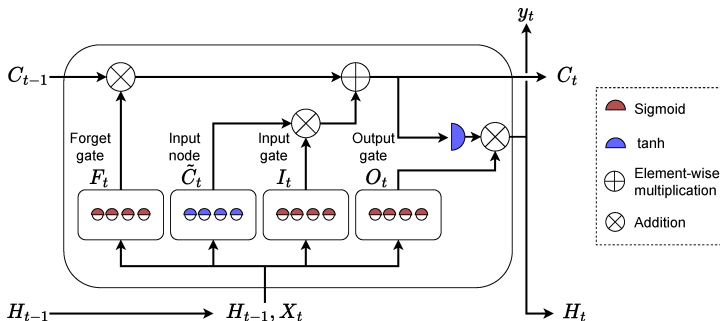 y_t
C_{t-1}
C_t
Forget gate
F_t
Input node
\tilde{C}_t
Input gate
I_t
Output gate
O_t
H_{t-1}
H_{t-1}, X_t
H_t
Sigmoid
tanh
Element-wise
multiplication
Addition